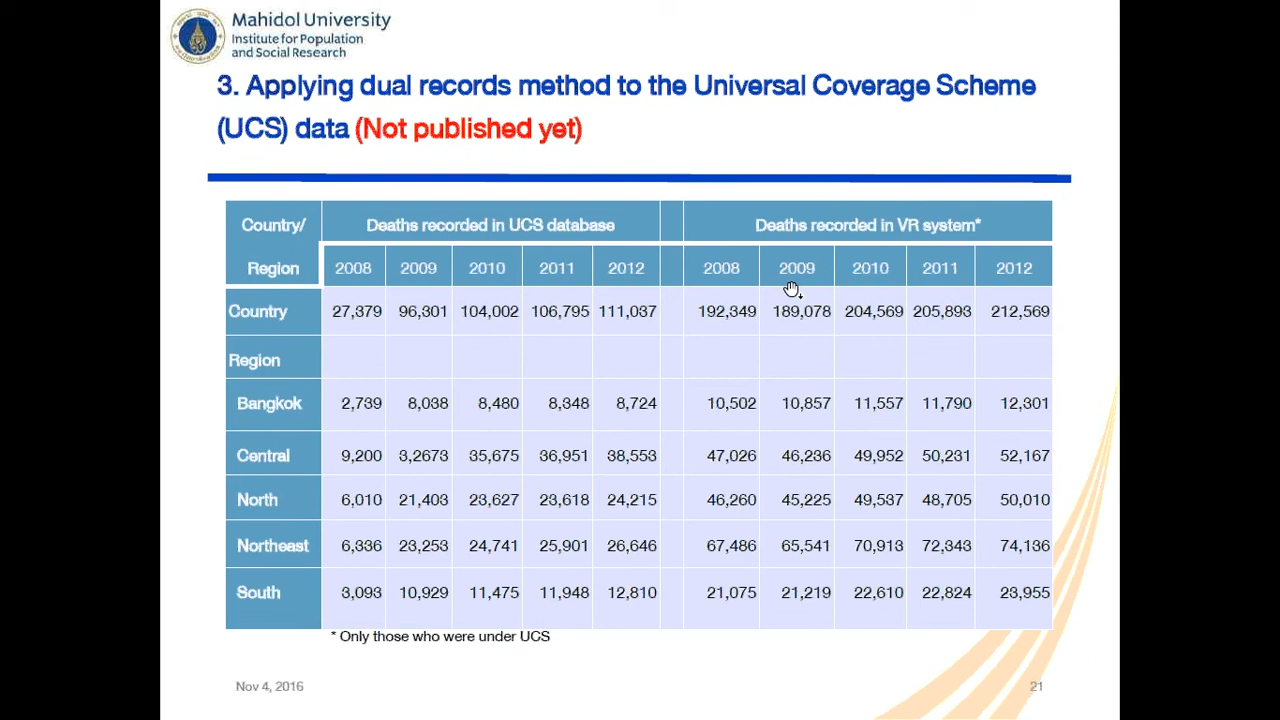 Mahidol University
Institute for Population
and Social Research
3. Applying dual records method to the Universal Coverage Scheme
(UCS) data (Not published yet)
Country/ Deaths recorded in UCS database Deaths recorded in VR system*
Region 2008 2009 2010 2011 2012 2008 2009 2010 2011 2012
Country 27,379 96,301 104,002 106,795 111,037 192,349 189,078 204,569 205,893 212,569
Region
Bangkok 2,739 8,038 8,480 8,348 8,724 10,502 10,857 11,557 11,790 12,301
Central 9,200 3,2673 35,675 36,951 38,553 47,026 46,236 49,952 50,231 52,167
North 6,010 21,403 23,627 23,618 24,215 46,260 45,225 49,537 48,705 50,010
Northeast 6,336 23,253 24,741 25,901 26,646 67,486 65,541 70,913 72,343 74,136
South 3,093 10,929 11,475 11,948 12,810 21,075 21,219 22,610 22,824 23,955
* Only those who were under UCS
Nov 4, 2016 21